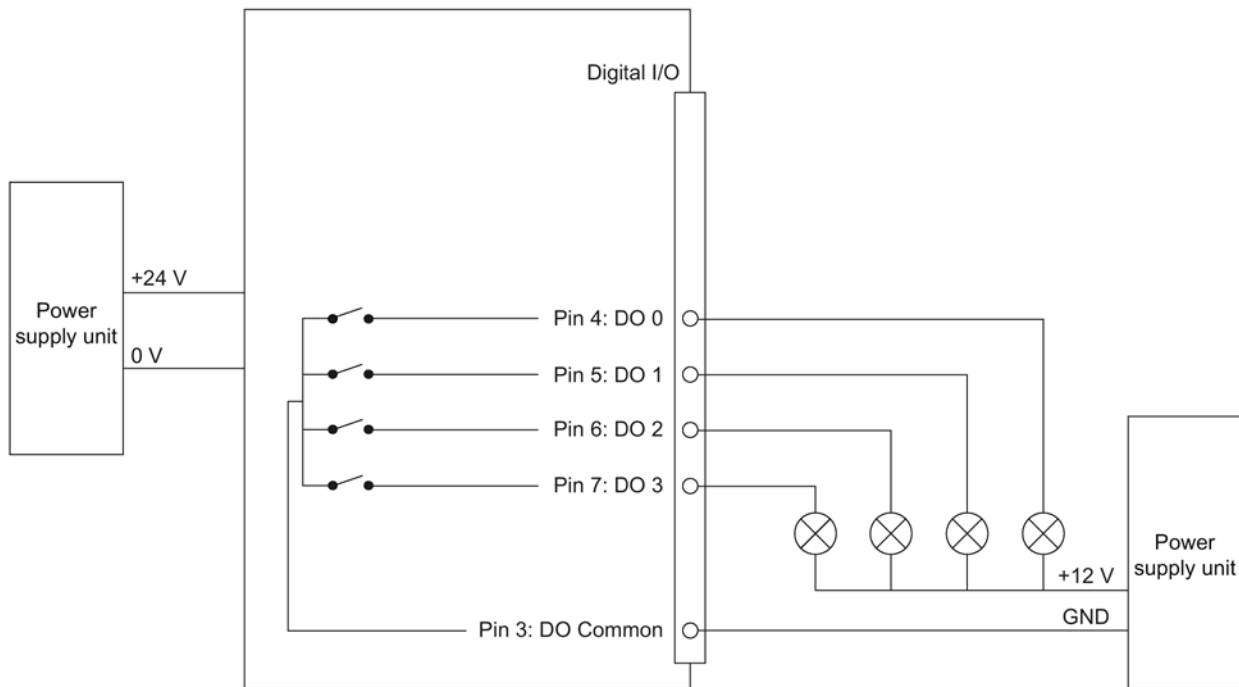 Digital I/O
+24 V
Power
supply unit
0 V
Pin 4: DO 0
Pin 5: DO 1
Pin 6: DO 2
Pin 7: DO 3
Power
supply unit
+12 V
GND
Pin 3: DO Common